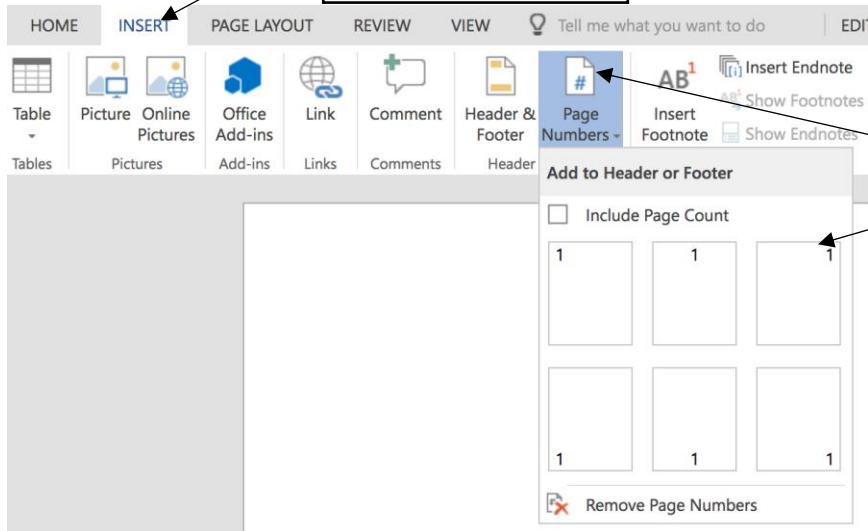 HOME INSERT PAGE LAYOUT REVIEW VIEW Tell me what you want to do
Table
Picture
Online Pictures
Office Add-ins
Link
Comment
Header & Footer
# Page Numbers
AB1 Insert Footnote
[i] Insert Endnote
AB1 Show Footnotes
Show Endnotes
Tables Pictures Add-ins Links Comments Header
Add to Header or Footer
Include Page Count
1 1 1
1 1 1
Remove Page Numbers